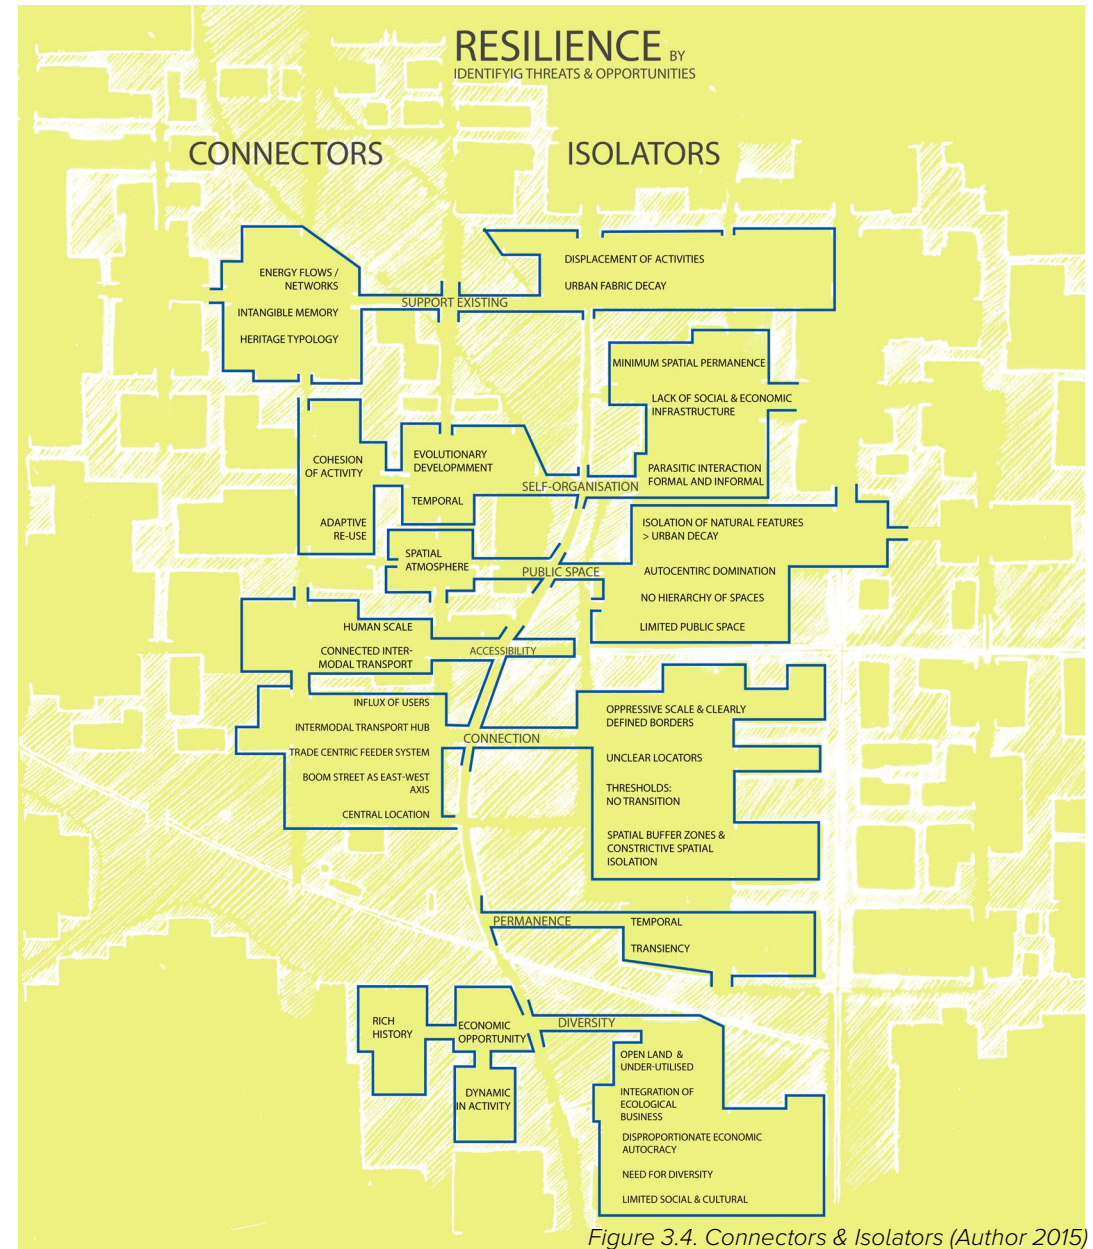 RESILIENCE BY
IDENTIFYIG THREATS & OPPORTUNITIES
CONNECTORS
ISOLATORS
ENERGY FLOWS /
NETWORKS
INTANGIBLE MEMORY
HERITAGE TYPOLOGY
SUPPORT EXISTING
DISPLACEMENT OF ACTIVITIES
URBAN FABRIC DECAY
MINIMUM SPATIAL PERMANENCE
LACK OF SOCIAL & ECONOMIC
INFRASTRUCTURE
PARASITIC INTERACTION
FORMAL AND INFORMAL
COHESION
OF ACTIVITY
ADAPTIVE
RE-USE
EVOLUTIONARY
DEVELOPMMENT
TEMPORAL
SELF-ORGANISATION
SPATIAL
ATMOSPHERE
PUBLIC SPACE
ISOLATION OF NATURAL FEATURES
> URBAN DECAY
AUTOCENTIRC DOMINATION
NO HIERARCHY OF SPACES
LIMITED PUBLIC SPACE
HUMAN SCALE
CONNECTED INTER-
MODAL TRANSPORT
ACCESSIBILITY
INFLUX OF USERS
INTERMODAL TRANSPORT HUB
TRADE CENTRIC FEEDER SYSTEM
BOOM STREET AS EAST-WEST
AXIS
CENTRAL LOCATION
CONNECTION
OPPRESSIVE SCALE & CLEARLY
DEFINED BORDERS
UNCLEAR LOCATORS
THRESHOLDS:
NO TRANSITION
SPATIAL BUFFER ZONES &
CONSTRICTIVE SPATIAL
ISOLATION
PERMANENCE
TEMPORAL
TRANSIENCY
RICH
HISTORY
ECONOMIC
OPPORTUNITY
DYNAMIC
IN ACTIVITY
DIVERSITY
OPEN LAND &
UNDER-UTILISED
INTEGRATION OF
ECOLOGICAL
BUSINESS
DISPROPORTIONATE ECONOMIC
AUTOCRACY
NEED FOR DIVERSITY
LIMITED SOCIAL & CULTURAL
Figure 3.4. Connectors & Isolators (Author 2015)